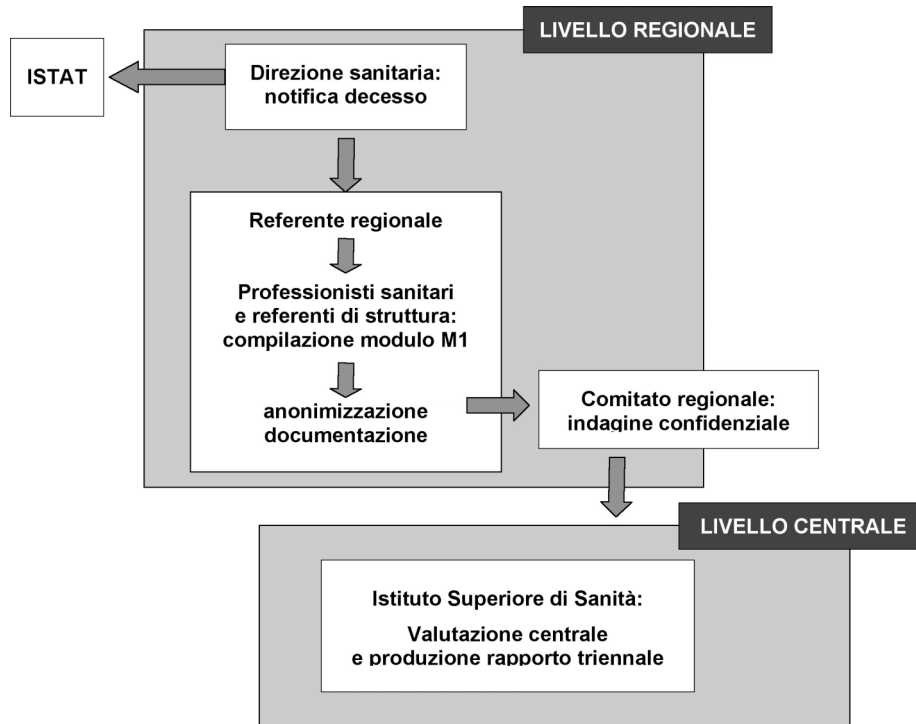 LIVELLO REGIONALE
ISTAT
Direzione sanitaria:
notifica decesso
Referente regionale
Professionisti sanitari
e referenti di struttura:
compilazione modulo M1
anonimizzazione
documentazione
Comitato regionale:
indagine confidenziale
LIVELLO CENTRALE
Istituto Superiore di Sanità:
Valutazione centrale
e produzione rapporto triennale